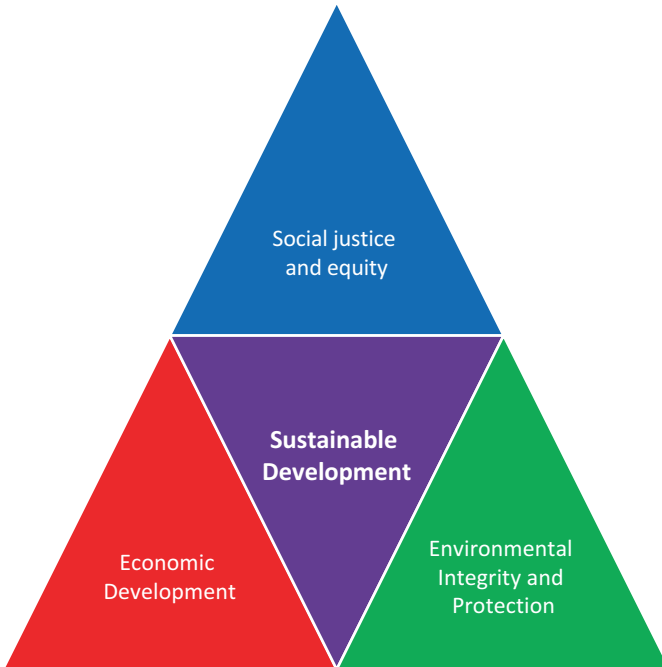 Social justice
and equity
Sustainable
Development
Economic
Development
Environmental
Integrity and
Protection